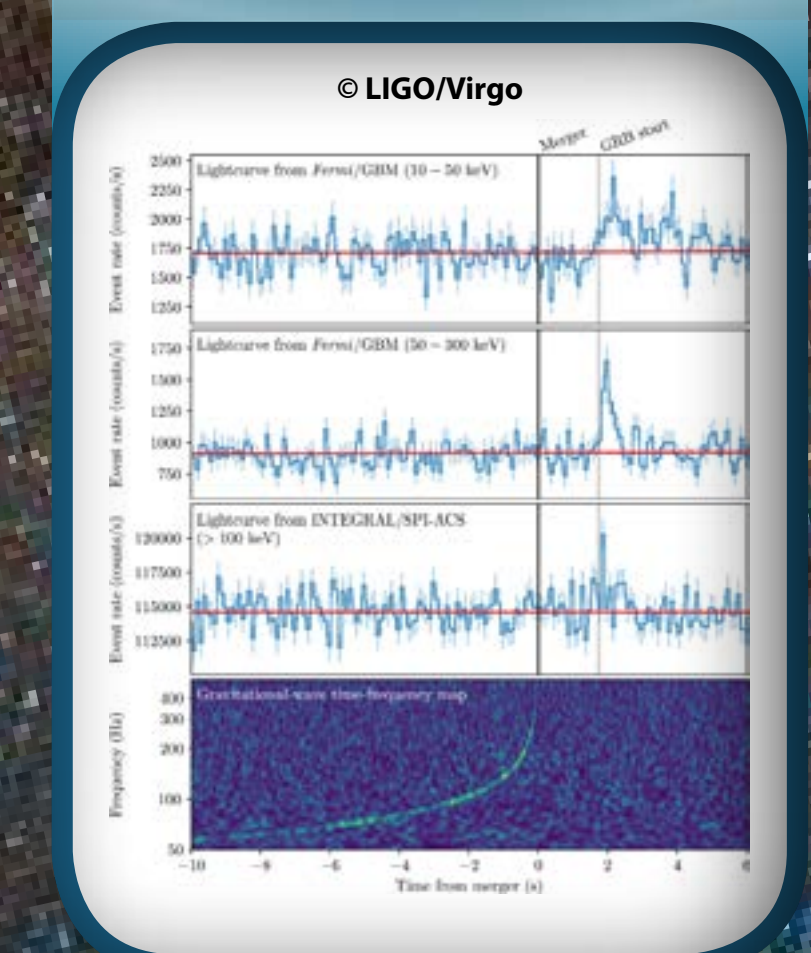 © LIGO/Virgo
Merger GRB start
Lightcurve from Fermi/GBM (10 – 50 keV)
Event rate (counts/s)
2500
2250
2000
1750
1500
1250
Lightcurve from Fermi/GBM (50 – 300 keV)
Event rate (counts/s)
1750
1500
1250
1000
750
Lightcurve from INTEGRAL/SPI-ACS
(> 100 keV)
Event rate (counts/s)
120000
117500
115000
112500
Gravitational-wave time-frequency map
Frequency (Hz)
400
300
200
100
50
−10 −8 −6 −4 −2 0 2 4 6
Time from merger (s)